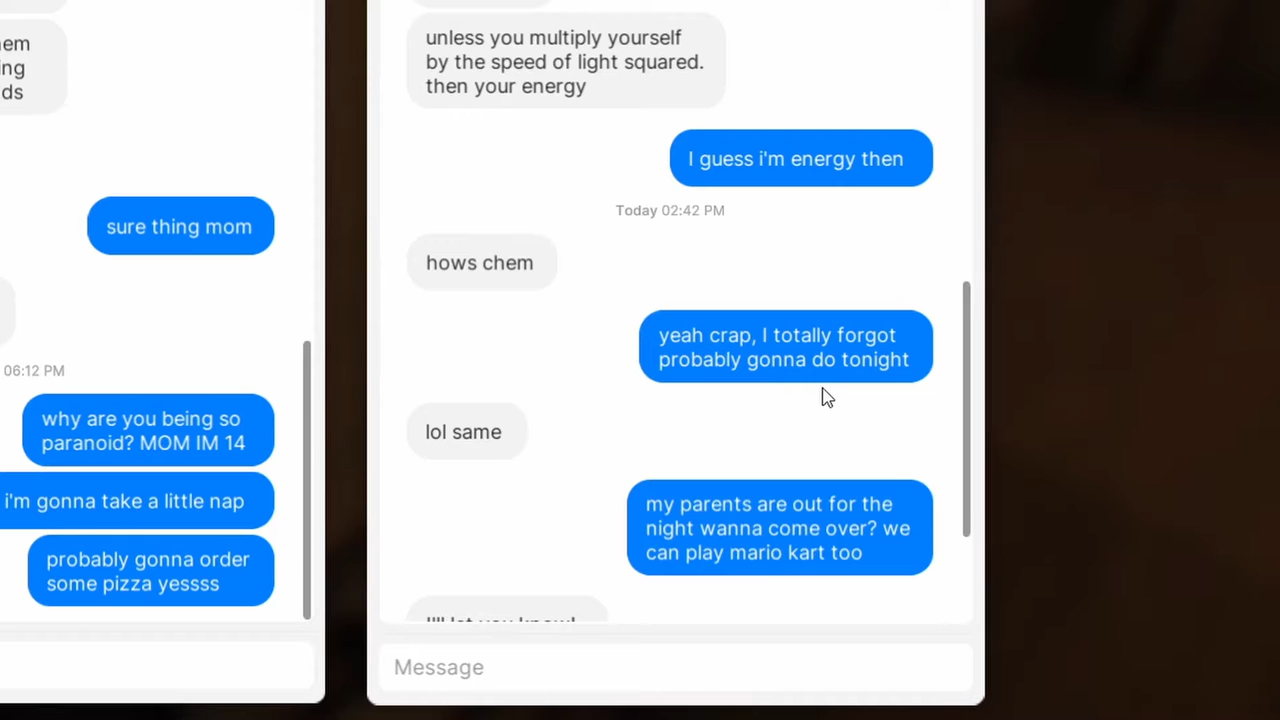 em
ing
ds
sure thing mom
06:12 PM
why are you being so
paranoid? MOM IM 14
i'm gonna take a little nap
probably gonna order
some pizza yessss
unless you multiply yourself
by the speed of light squared.
then your energy
I guess i'm energy then
Today 02:42 PM
hows chem
yeah crap, I totally forgot
probably gonna do tonight
lol same
my parents are out for the
night wanna come over? we
can play mario kart too
I'll let you know!
Message